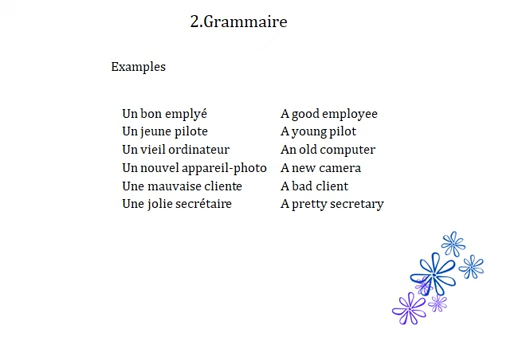 2.Grammaire
Examples
Un bon emplyé A good employee
Un jeune pilote A young pilot
Un vieil ordinateur An old computer
Un nouvel appareil-photo A new camera
Une mauvaise cliente A bad client
Une jolie secrétaire A pretty secretary